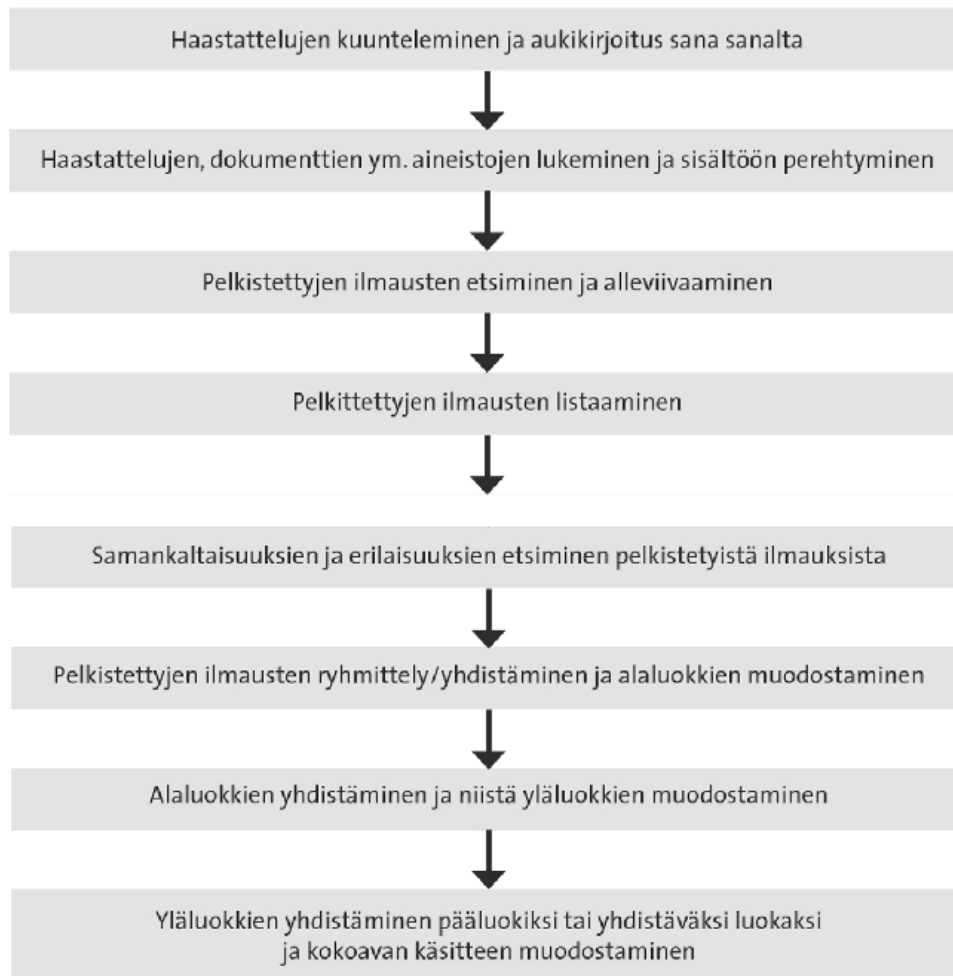 Haastattelujen kuunteleminen ja aukikirjoitus sana sanalta
Haastattelujen, dokumenttien ym. aineistojen lukeminen ja sisältöön perehtyminen
Pelkistettyjen ilmausten etsiminen ja alleviivaaminen
Pelkittettyjen ilmausten listaaminen
Samankaltaisuuksien ja erilaisuuksien etsiminen pelkistetyistä ilmauksista
Pelkistettyjen ilmausten ryhmittely/yhdistäminen ja alaluokkien muodostaminen
Alaluokkien yhdistäminen ja niistä yläluokkien muodostaminen
Yläluokkien yhdistäminen pääluokiksi tai yhdistäväksi luokaksi
ja kokoavan käsitteen muodostaminen